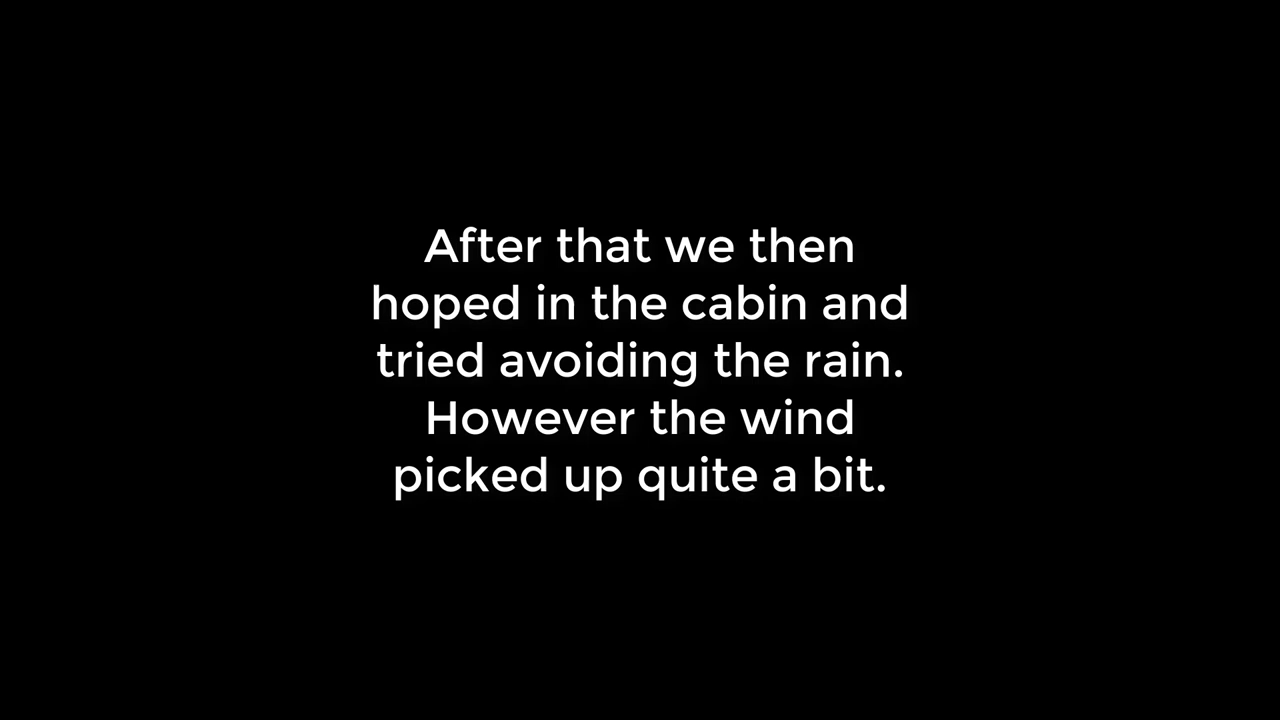 After that we then
hoped in the cabin and
tried avoiding the rain.
However the wind
picked up quite a bit.